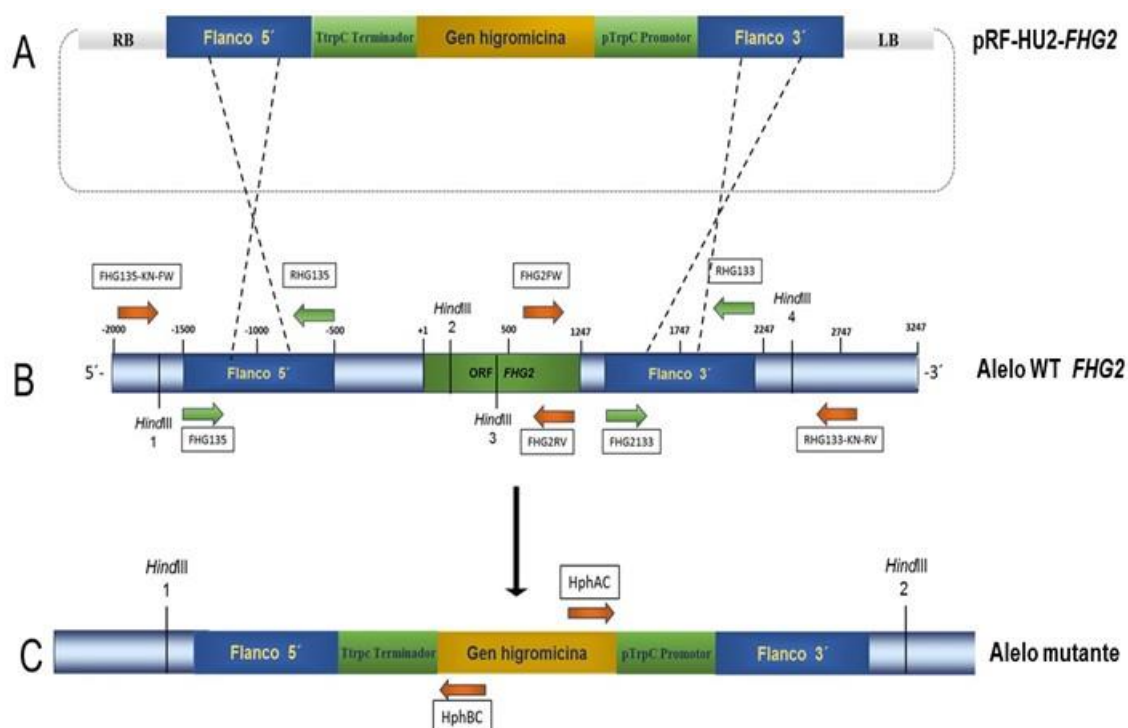 A
RB
Flanco 5´
TtrpC Terminador
Gen higromicina
pTrpC Promotor
Flanco 3´
LB
pRF-HU2-FHG2
FHG135-KN-FW
RHG135
FHG2FW
RHG133
HindIII
2
HindIII
4
-2000
-1500
-1000
-500
+1
500
1247
1747
2247
2747
3247
B
5´-
Flanco 5´
ORF FHG2
Flanco 3´
-3´
Alelo WT FHG2
HindIII
1
FHG135
HindIII
3
FHG2RV
FHG2133
RHG133-KN-RV
HindIII
1
HphAC
HindIII
2
C
Flanco 5´
Ttrpc Terminador
Gen higromicina
pTrpC Promotor
Flanco 3´
Alelo mutante
HphBC